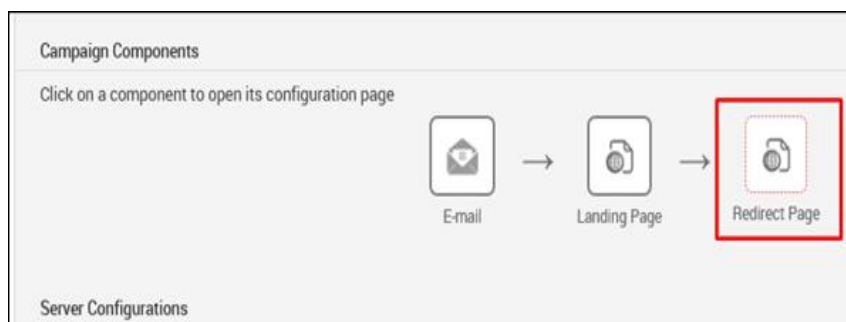 Campaign Components
Click on a component to open its configuration page
E-mail
Landing Page
Redirect Page
Server Configurations